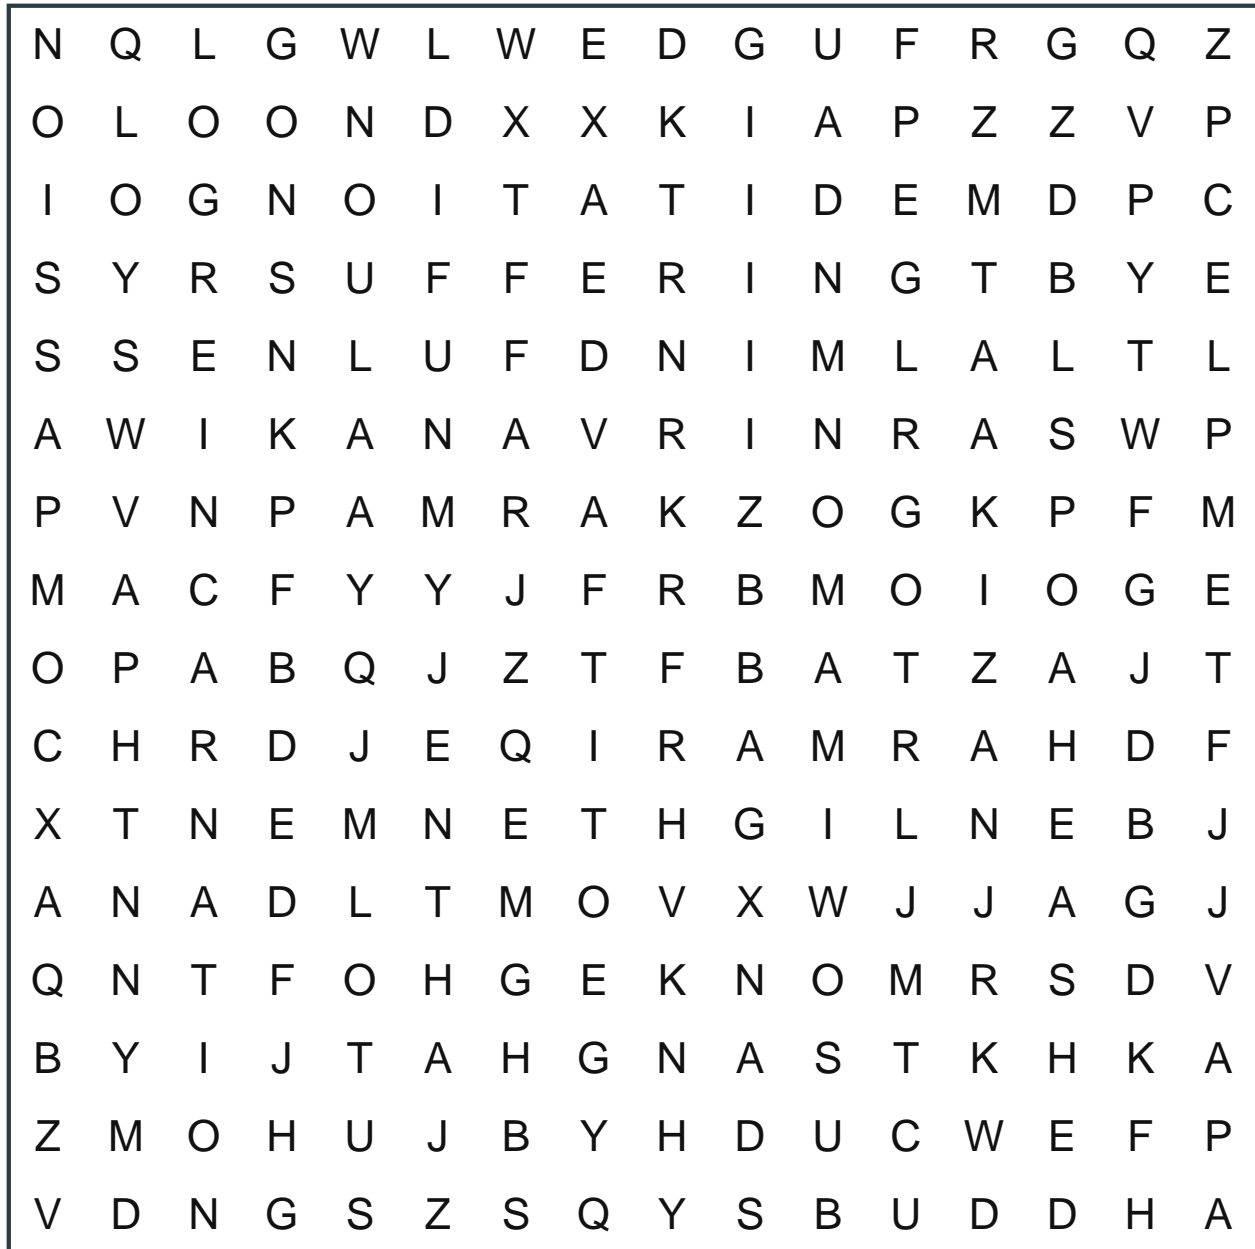 N Q L G W L W E D G U F R G Q Z
O L O O N D X X K I A P Z Z V P
I O G N O I T A T I D E M D P C
S Y R S U F F E R I N G T B Y E
S S E N L U F D N I M L A L T L
A W I K A N A V R I N R A S W P
P V N P A M R A K Z O G K P F M
M A C F Y Y J F R B M O I O G E
O P A B Q J Z T F B A T Z A J T
C H R D J E Q I R A M R A H D F
X T N E M N E T H G I L N E B J
A N A D L T M O V X W J J A G J
Q N T F O H G E K N O M R S D V
B Y I J T A H G N A S T K H K A
Z M O H U J B Y H D U C W E F P
V D N G S Z S Q Y S B U D D H A